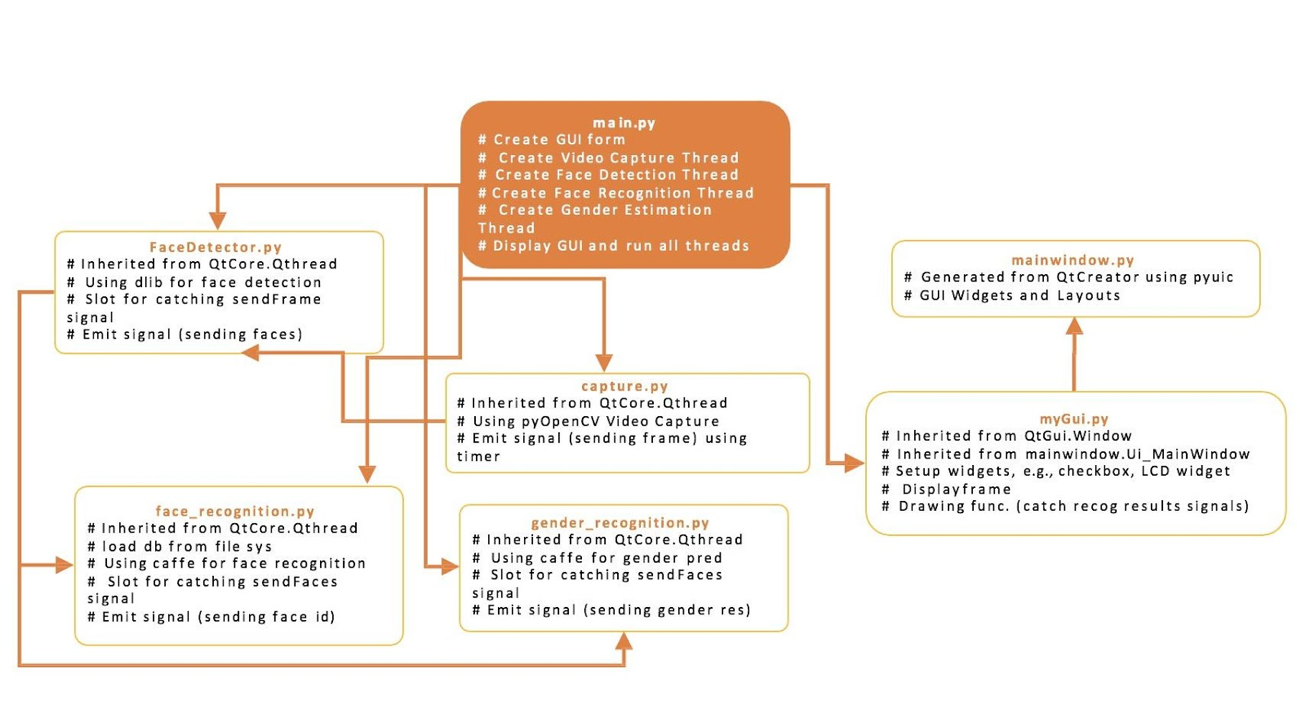 main.py
# Create GUI form
# Create Video Capture Thread
# Create Face Detection Thread
# Create Face Recognition Thread
# Create Gender Estimation
Thread
# Display GUI and run all threads
FaceDetector.py
# Inherited from QtCore.Qthread
# Using dlib for face detection
# Slot for catching sendFrame
signal
# Emit signal (sending faces)
mainwindow.py
# Generated from QtCreator using pyuic
# GUI Widgets and Layouts
capture.py
# Inherited from QtCore.Qthread
# Using pyOpenCV Video Capture
# Emit signal (sending frame) using
timer
myGui.py
# Inherited from QtGui.Window
# Inherited from mainwindow.Ui_MainWindow
# Setup widgets, e.g., checkbox, LCD widget
# Displayframe
# Drawing func. (catch recog results signals)
face_recognition.py
# Inherited from QtCore.Qthread
# load db from file sys
# Using caffe for face recognition
# Slot for catching sendFaces
signal
# Emit signal (sending face id)
gender_recognition.py
# Inherited from QtCore.Qthread
# Using caffe for gender pred
# Slot for catching sendFaces
signal
# Emit signal (sending gender res)